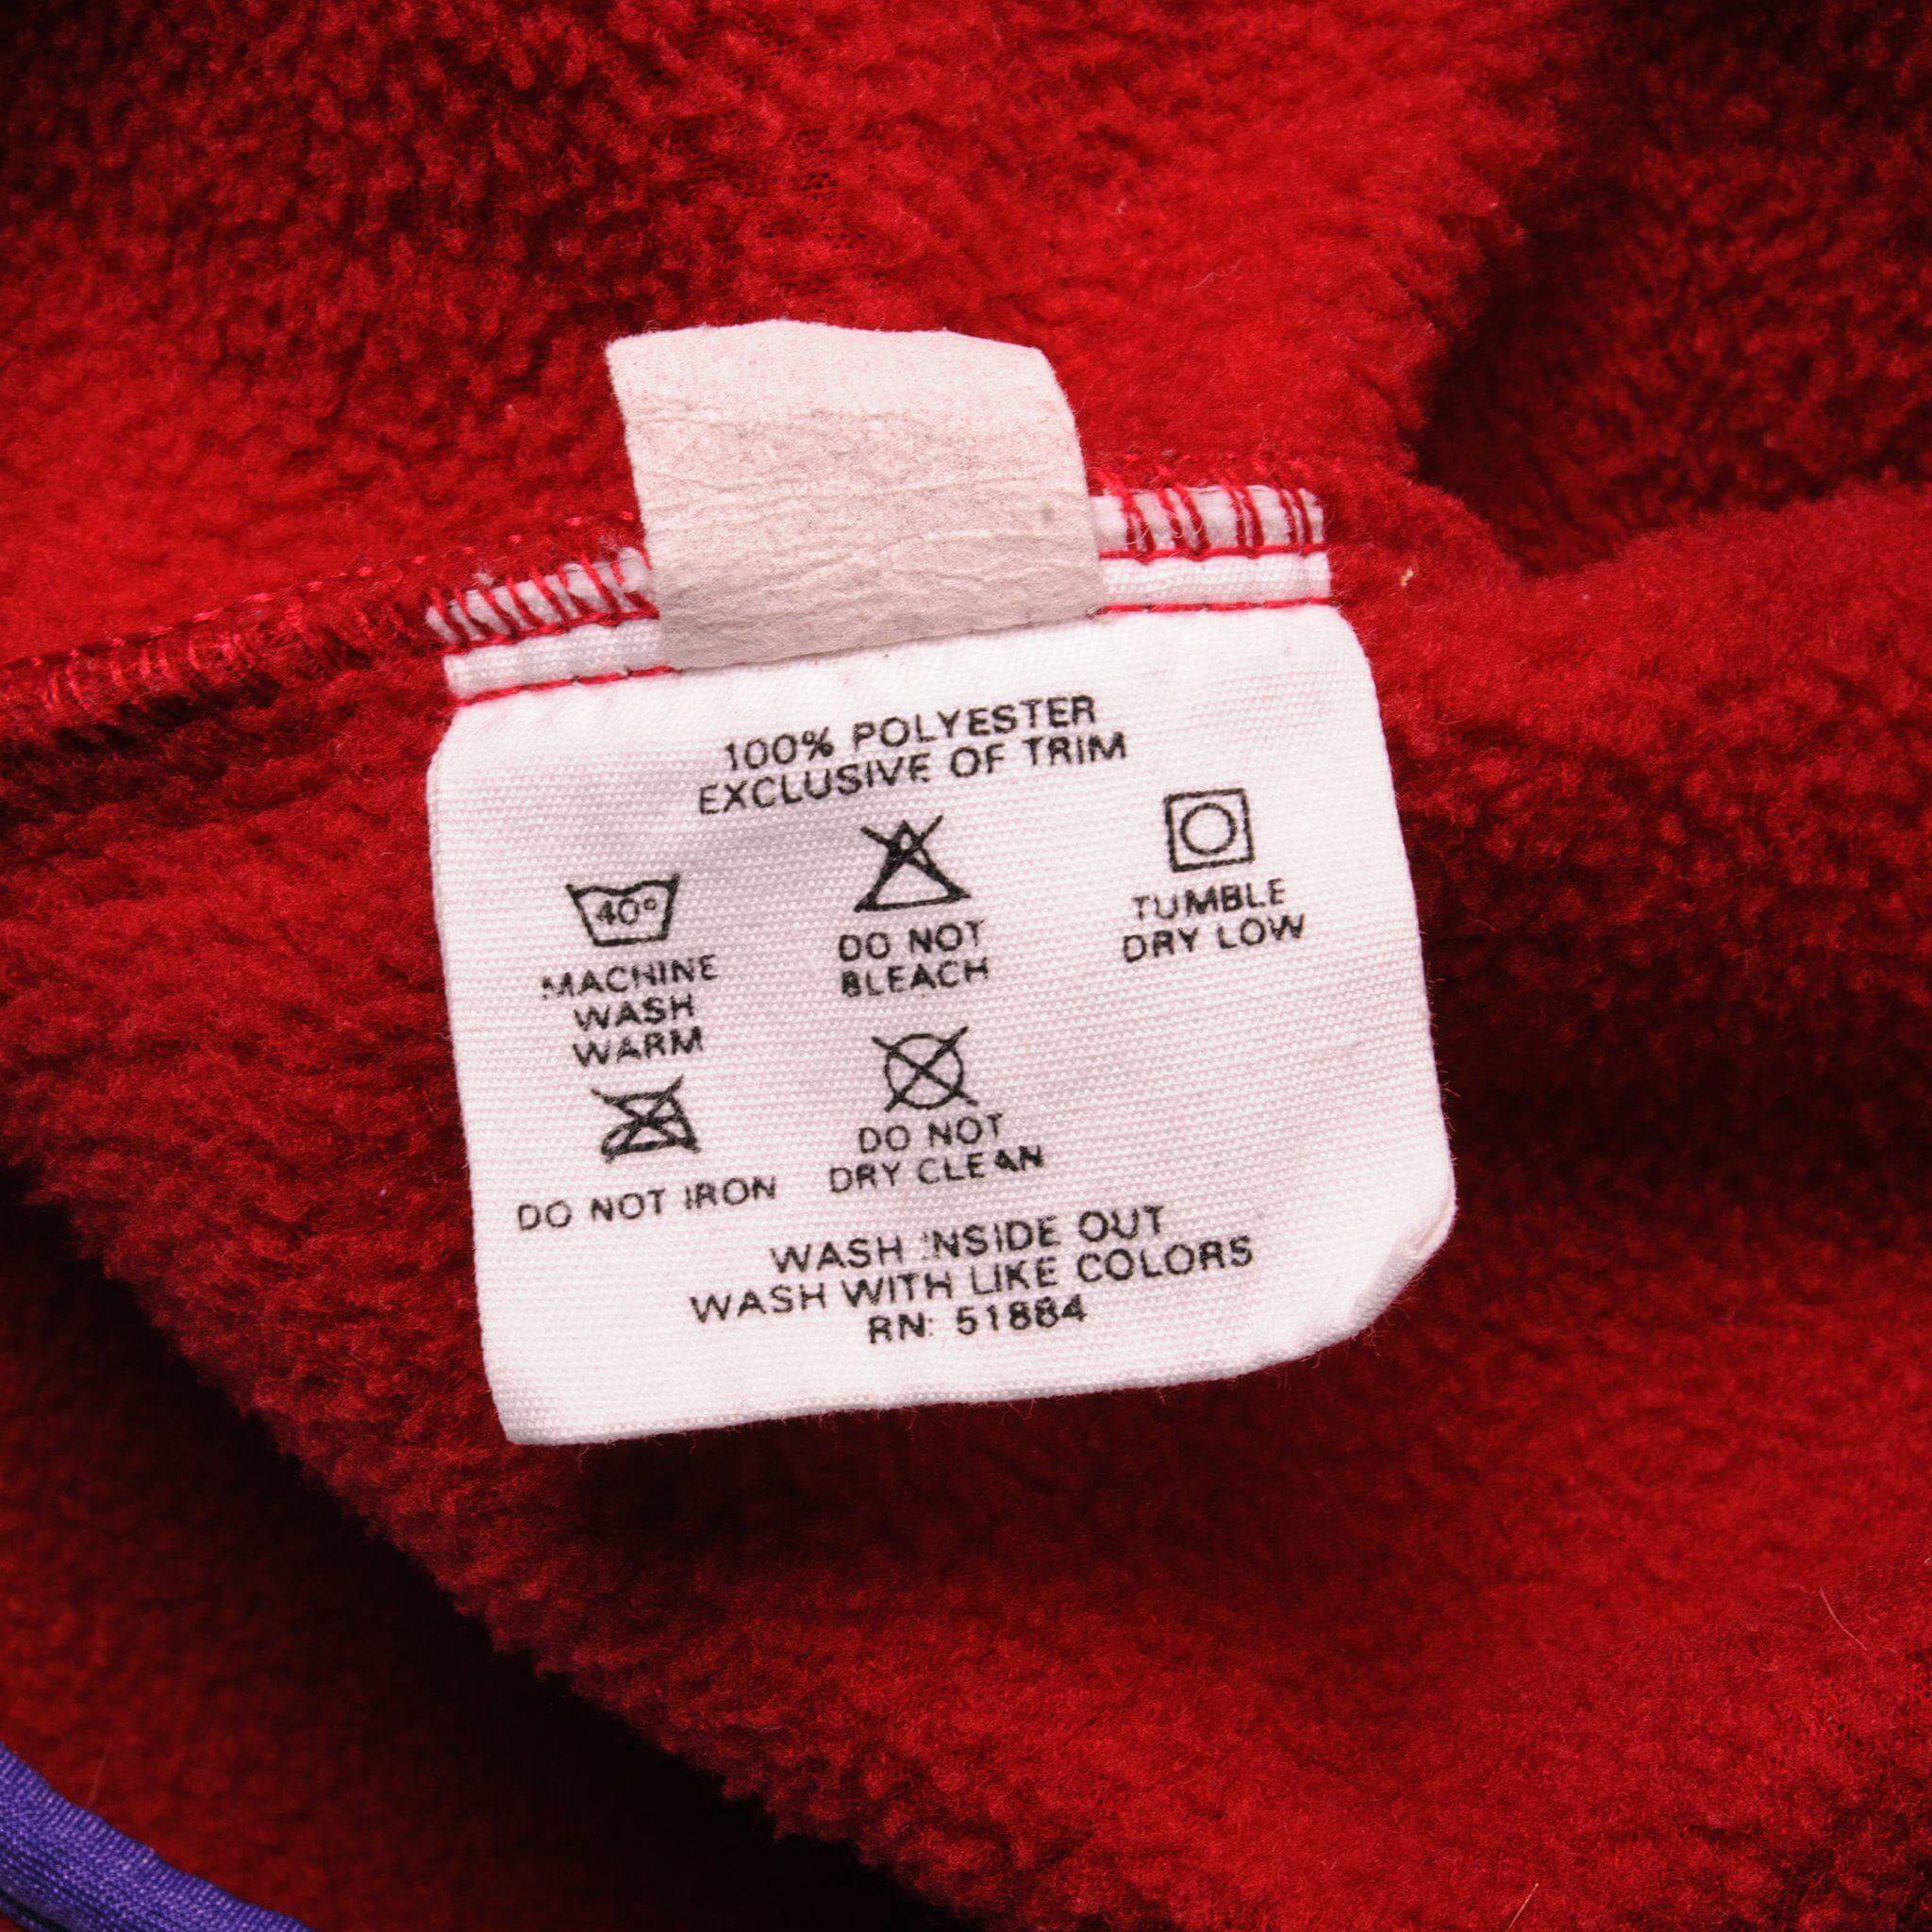 100% POLYESTER
EXCLUSIVE OF TRIM
40°
MACHINE
WASH
WARM
DO NOT
BLEACH
TUMBLE
DRY LOW
DO NOT IRON
DO NOT
DRY CLEAN
WASH INSIDE OUT
WASH WITH LIKE COLORS
RN: 51884